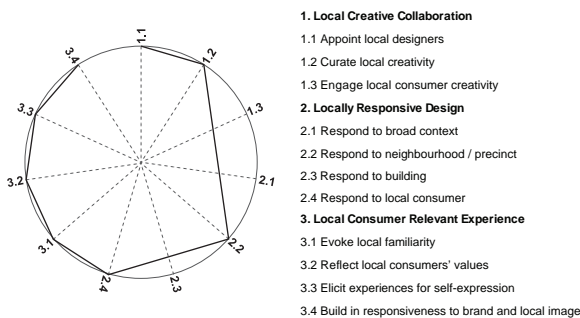 1.1
1.2
1.3
2.1
2.2
2.3
2.4
3.1
3.2
3.3
3.4
1. Local Creative Collaboration
1.1 Appoint local designers
1.2 Curate local creativity
1.3 Engage local consumer creativity
2. Locally Responsive Design
2.1 Respond to broad context
2.2 Respond to neighbourhood / precinct
2.3 Respond to building
2.4 Respond to local consumer
3. Local Consumer Relevant Experience
3.1 Evoke local familiarity
3.2 Reflect local consumers' values
3.3 Elicit experiences for self-expression
3.4 Build in responsiveness to brand and local image